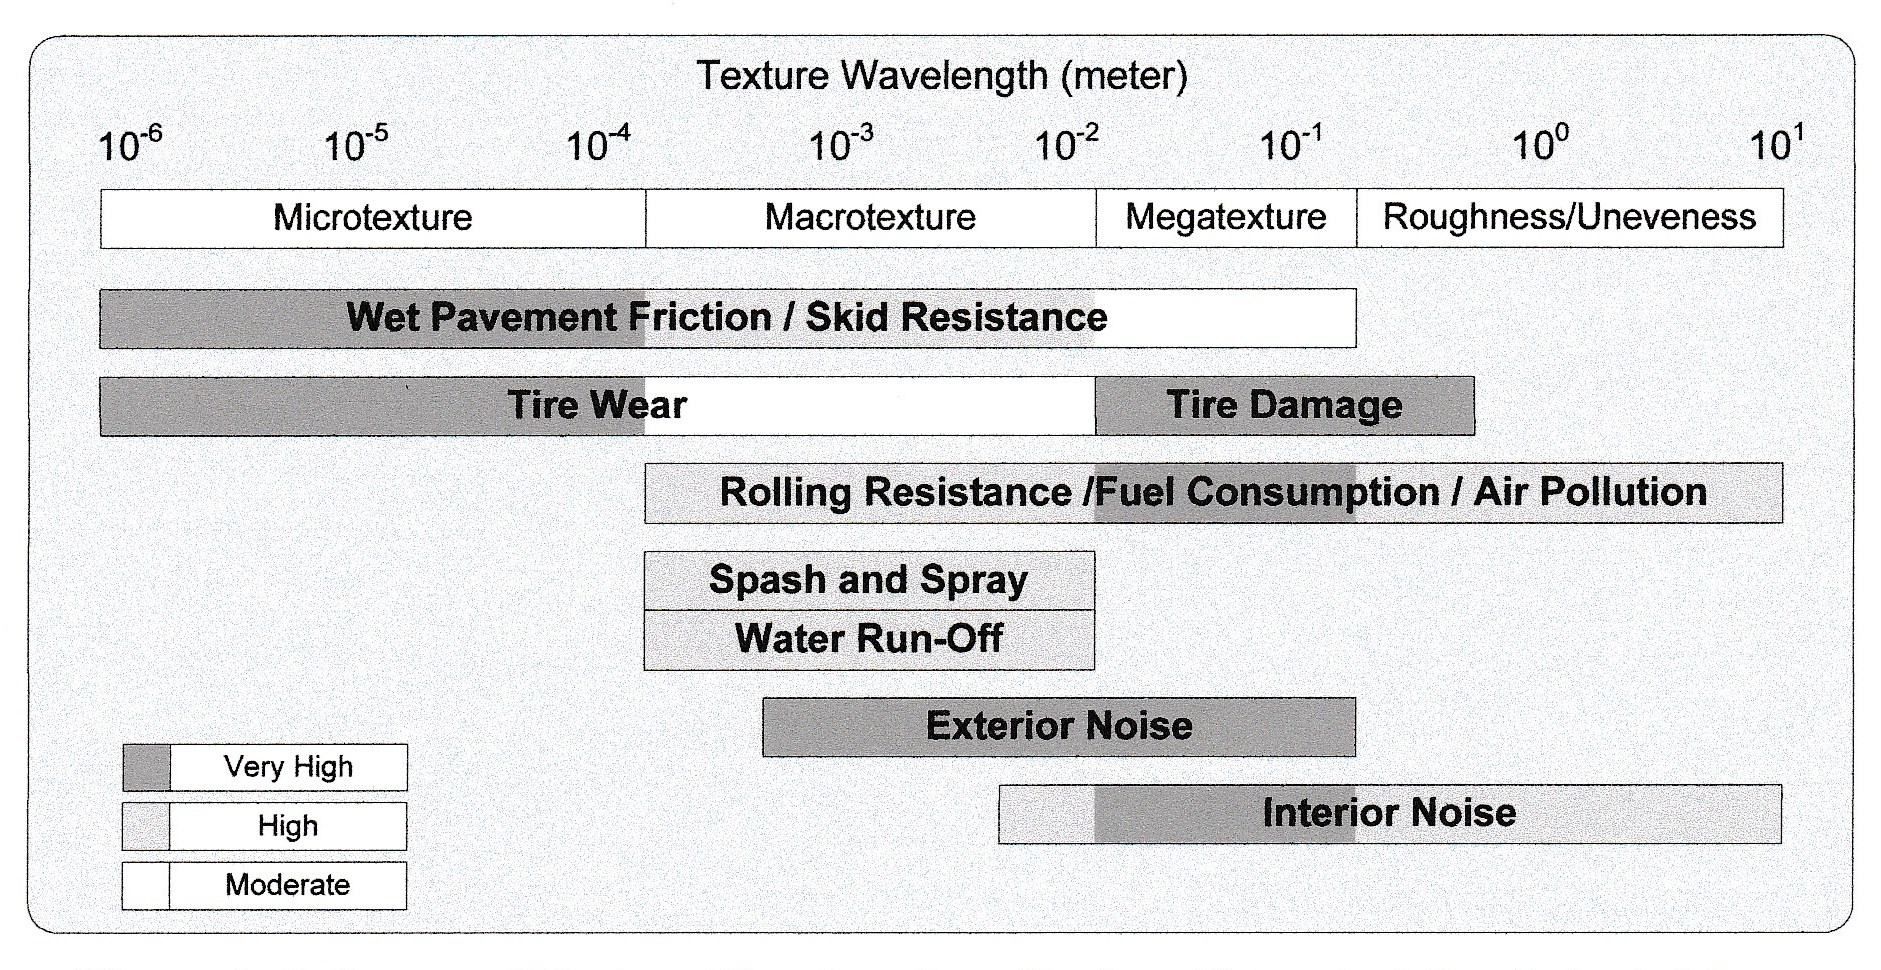 Texture Wavelength (meter)
10⁻⁶ 10⁻⁵ 10⁻⁴ 10⁻³ 10⁻² 10⁻¹ 10⁰ 10¹
Microtexture Macrotexture Megatexture Roughness/Uneveness
Wet Pavement Friction / Skid Resistance
Tire Wear Tire Damage
Rolling Resistance /Fuel Consumption / Air Pollution
Spash and Spray
Water Run-Off
Exterior Noise
Interior Noise
Very High
High
Moderate